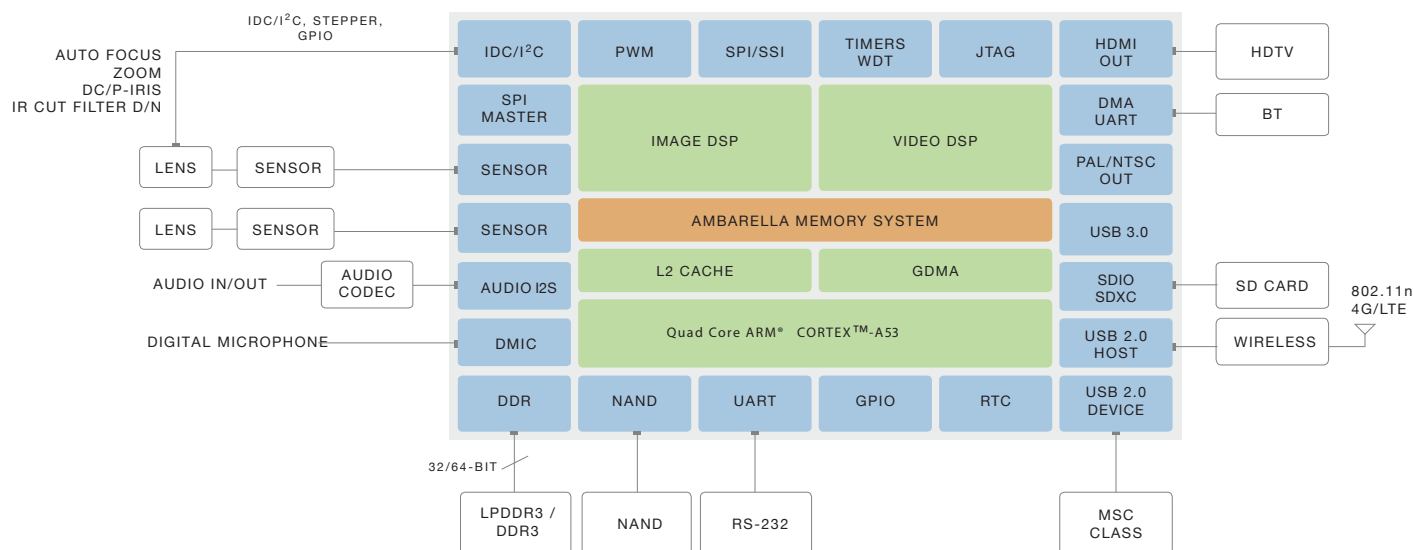 IDC/I²C, STEPPER,
GPIO
AUTO FOCUS
ZOOM
DC/P-IRIS
IR CUT FILTER D/N
IDC/I²C
PWM
SPI/SSI
TIMERS
WDT
JTAG
HDMI
OUT
HDTV
SPI
MASTER
IMAGE DSP
VIDEO DSP
DMA
UART
BT
LENS
SENSOR
SENSOR
PAL/NTSC
OUT
LENS
SENSOR
SENSOR
AMBARELLA MEMORY SYSTEM
USB 3.0
AUDIO IN/OUT
AUDIO
CODEC
AUDIO I2S
L2 CACHE
GDMA
SDIO
SDXC
SD CARD
802.11n
4G/LTE
DIGITAL MICROPHONE
DMIC
Quad Core ARM® CORTEX™-A53
USB 2.0
HOST
WIRELESS
DDR
NAND
UART
GPIO
RTC
USB 2.0
DEVICE
32/64-BIT
LPDDR3 /
DDR3
NAND
RS-232
MSC
CLASS